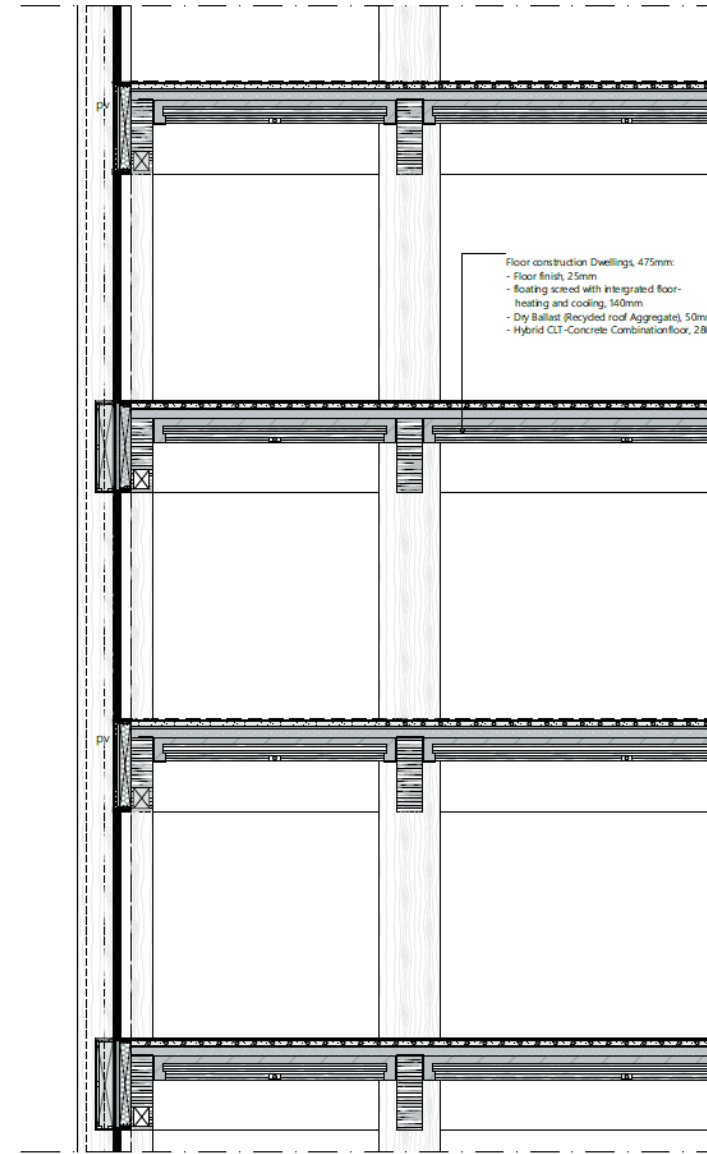 pv
Floor construction Dwellings, 475mm:
- Floor finish, 25mm
- floating screed with intergrated floor-
heating and cooling, 140mm
- Dry Ballast (Recycled roof Aggregate), 50m
- Hybrid CLT-Concrete Combinationfloor, 28
pv